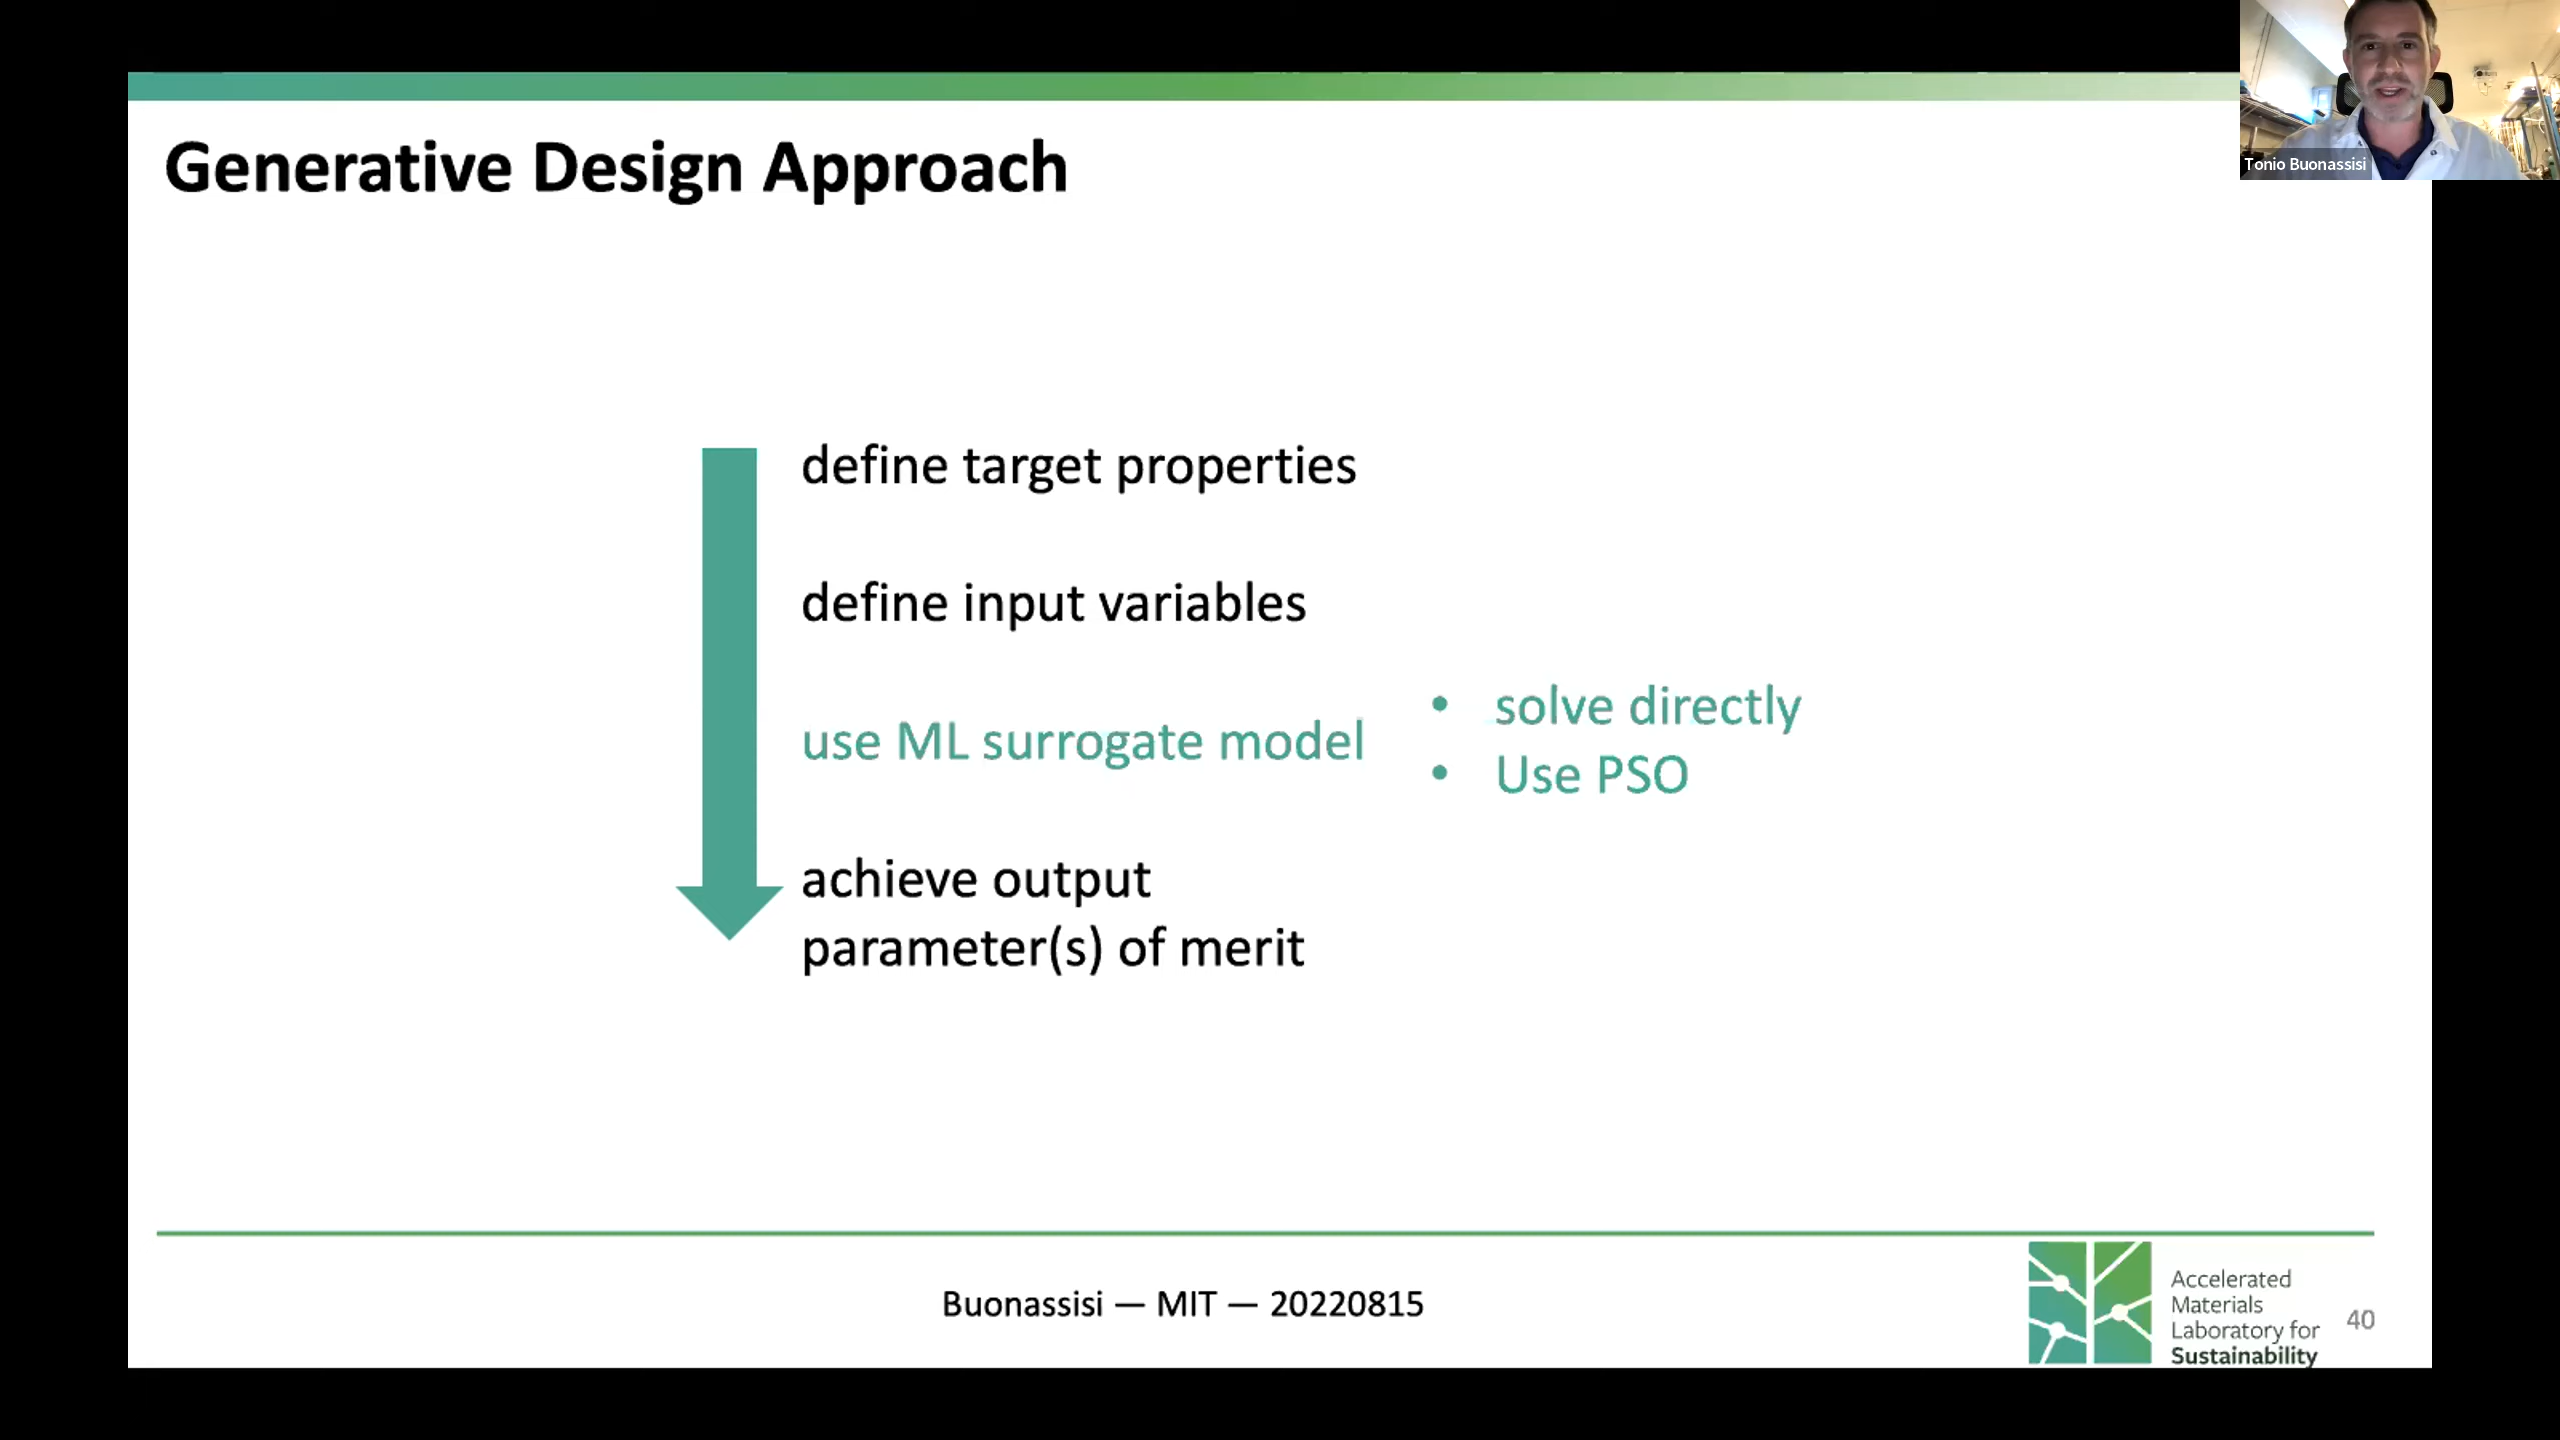 Tonio Buonassisi
Generative Design Approach
define target properties
define input variables
use ML surrogate model
• solve directly
• Use PSO
achieve output
parameter(s) of merit
Buonassisi — MIT — 20220815
Accelerated
Materials
Laboratory for
Sustainability
40